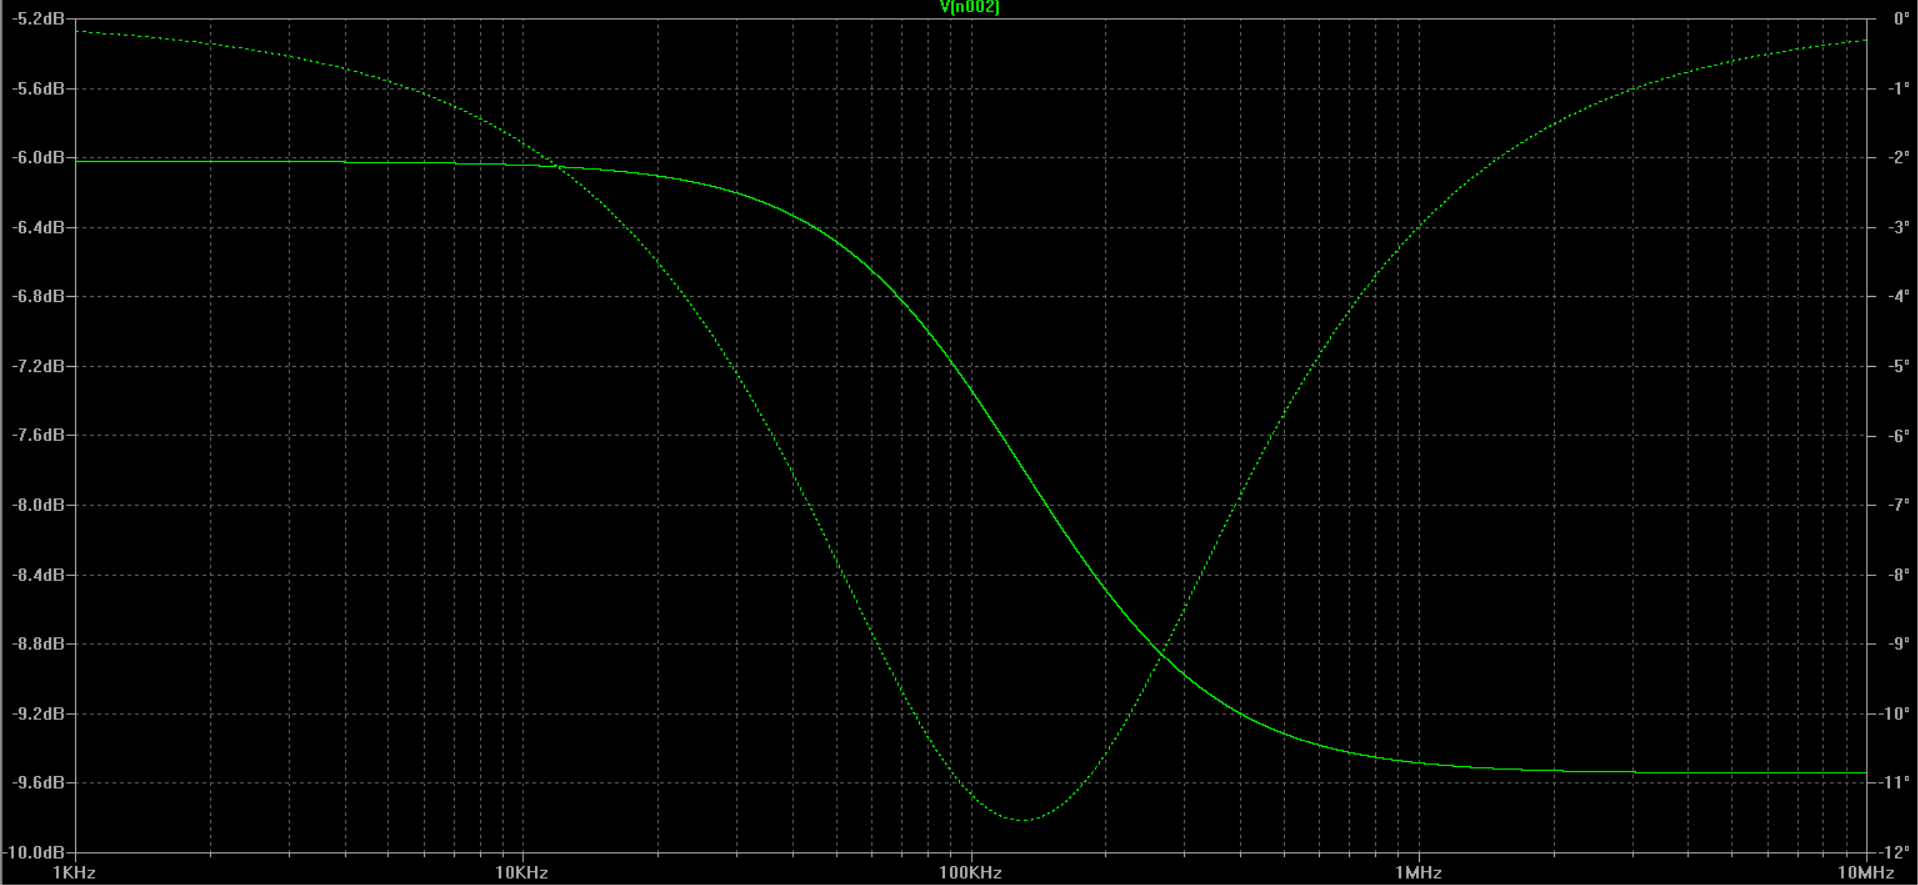 V(n002)
-5.2dB
-5.6dB
-6.0dB
-6.4dB
-6.8dB
-7.2dB
-7.6dB
-8.0dB
-8.4dB
-8.8dB
-9.2dB
-9.6dB
-10.0dB
0°
-1°
-2°
-3°
-4°
-5°
-6°
-7°
-8°
-9°
-10°
-11°
-12°
1KHz 10KHz 100KHz 1MHz 10MHz